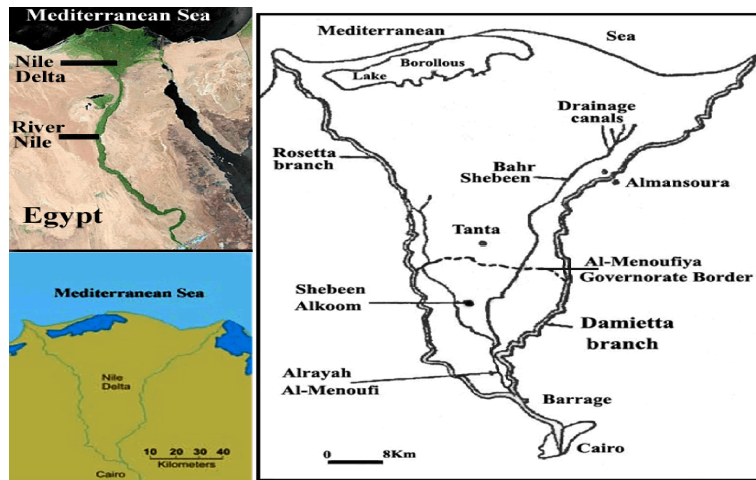 Mediterranean Sea
Nile
Delta
River
Nile
Egypt
Mediterranean Sea
Nile
Delta
10 20 30 40
Kilometers
Cairo
Mediterranean
Sea
Borollous
Lake
Drainage
canals
Rosetta
branch
Bahr
Shebeen
Almansoura
Tanta
Al-Menoufiya
Governorate Border
Shebeen
Alkoom
Damietta
branch
Alrayah
Al-Menoufi
Barrage
Cairo
0 8Km